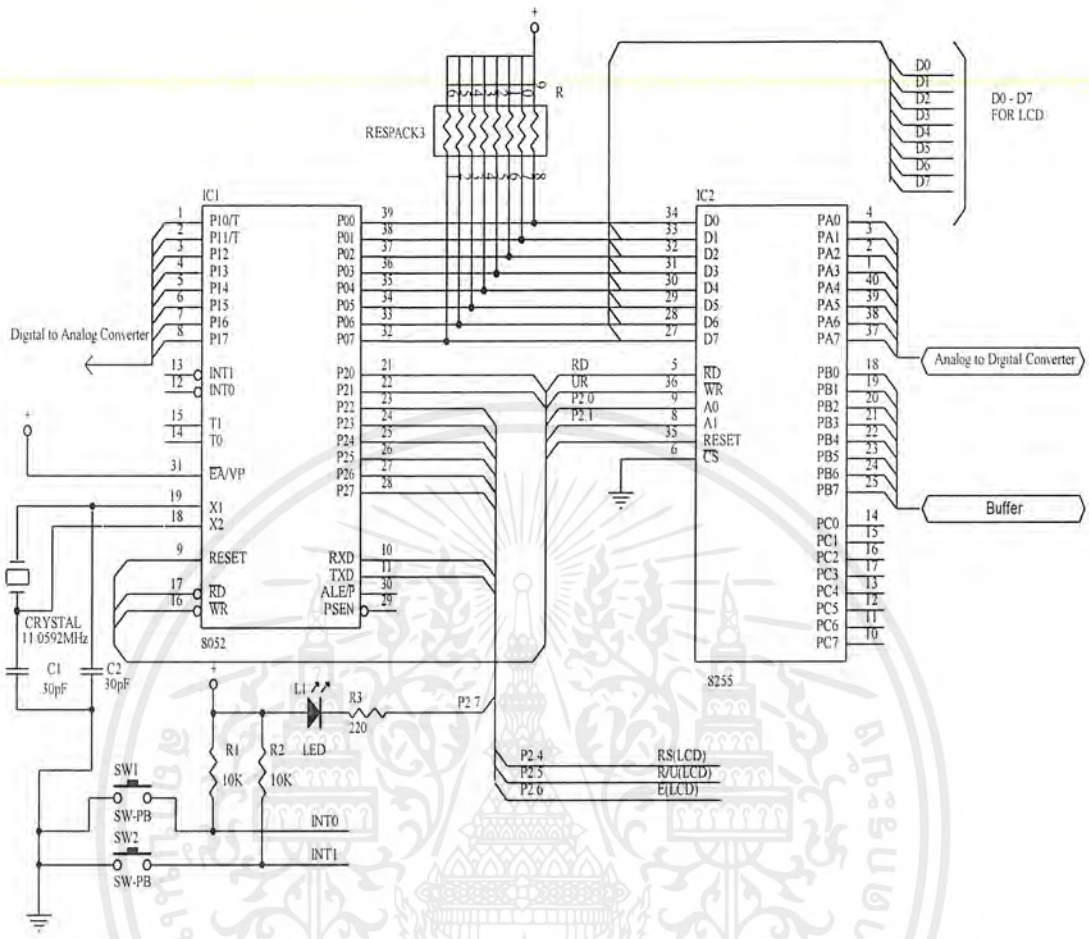 +
R
RESPACK3
D0
D1
D2
D3
D4
D5
D6
D7
D0 - D7
FOR LCD
IC1
1 P10/T
2 P11/T
3 P12
4 P13
5 P14
6 P15
7 P16
8 P17
13 INT1
12 INT0
15 T1
14 T0
31 EA/VP
19 X1
18 X2
9 RESET
17 RD
16 WR
P00 39
P01 38
P02 37
P03 36
P04 35
P05 34
P06 33
P07 32
P20 21
P21 22
P22 23
P23 24
P24 25
P25 26
P26 27
P27 28
RXD 10
TXD 11
ALE/P 30
PSEN 29
8052
Digital to Analog Converter
+
CRYSTAL
11.0592MHz
C1
30pF
C2
30pF
RD
UR
P2.0
P2.1
IC2
34 D0
33 D1
32 D2
31 D3
30 D4
29 D5
28 D6
27 D7
5 RD
36 WR
9 A0
8 A1
35 RESET
6 CS
PA0 4
PA1 3
PA2 2
PA3 1
PA4 40
PA5 39
PA6 38
PA7 37
PB0 18
PB1 19
PB2 20
PB3 21
PB4 22
PB5 23
PB6 24
PB7 25
PC0 14
PC1 15
PC2 16
PC3 17
PC4 13
PC5 12
PC6 11
PC7 10
8255
Analog to Digital Converter
Buffer
+
L1
LED
R3
220
P2.7
R1
10K
R2
10K
SW1
SW-PB
SW2
SW-PB
INT0
INT1
P2.4 RS(LCD)
P2.5 R/U(LCD)
P2.6 E(LCD)